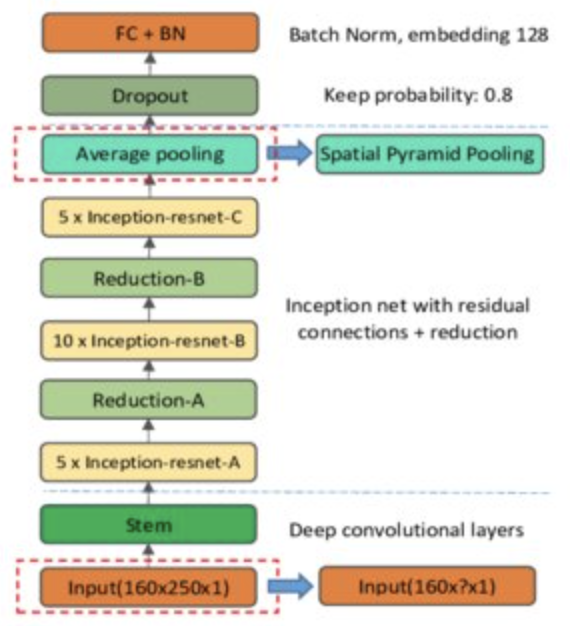 FC + BN
Batch Norm, embedding 128
Dropout
Keep probability: 0.8
Average pooling
Spatial Pyramid Pooling
5 x Inception-resnet-C
Reduction-B
Inception net with residual
connections + reduction
10 x Inception-resnet-B
Reduction-A
5 x Inception-resnet-A
Stem
Deep convolutional layers
Input(160x250x1)
Input(160x?x1)